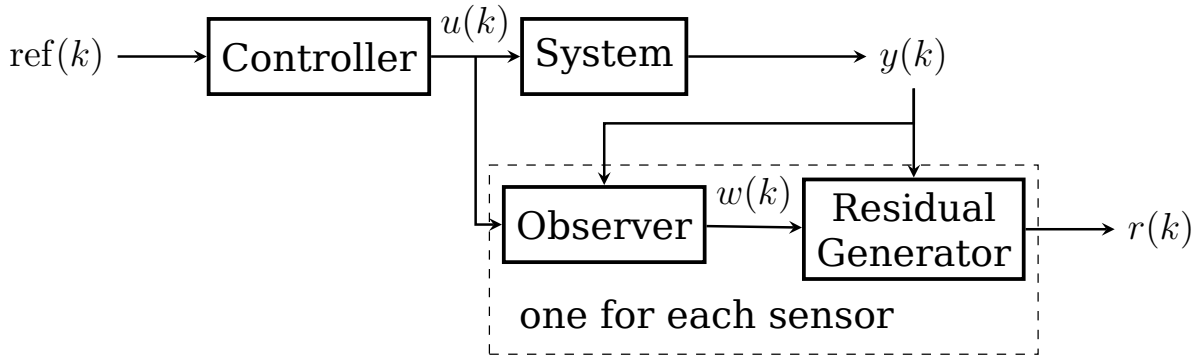 ref(k)
Controller
u(k)
System
y(k)
Observer
w(k)
Residual
Generator
r(k)
one for each sensor